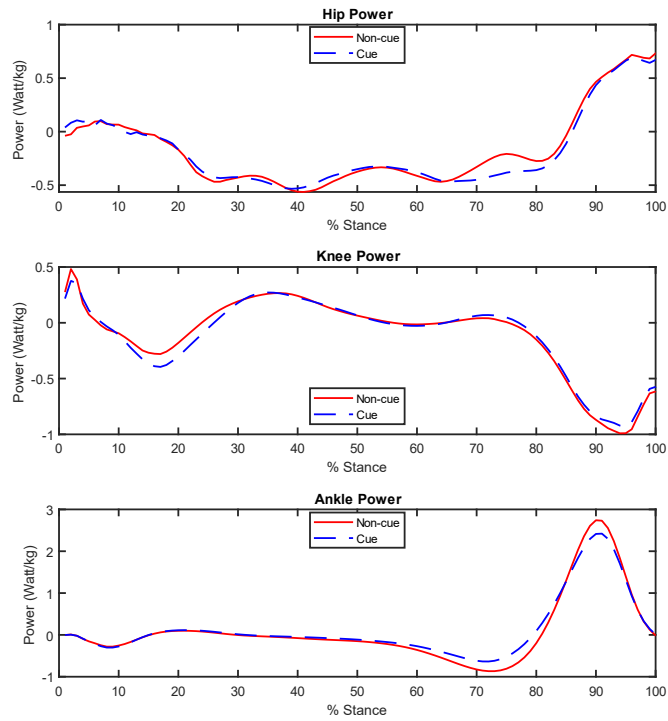 Hip Power
1
0.5
0
-0.5
Power (Watt/kg)
Non-cue
Cue
0 10 20 30 40 50 60 70 80 90 100
% Stance
Knee Power
0.5
0
-0.5
-1
Power (Watt/kg)
Non-cue
Cue
0 10 20 30 40 50 60 70 80 90 100
% Stance
Ankle Power
3
2
1
0
-1
Power (Watt/kg)
Non-cue
Cue
0 10 20 30 40 50 60 70 80 90 100
% Stance